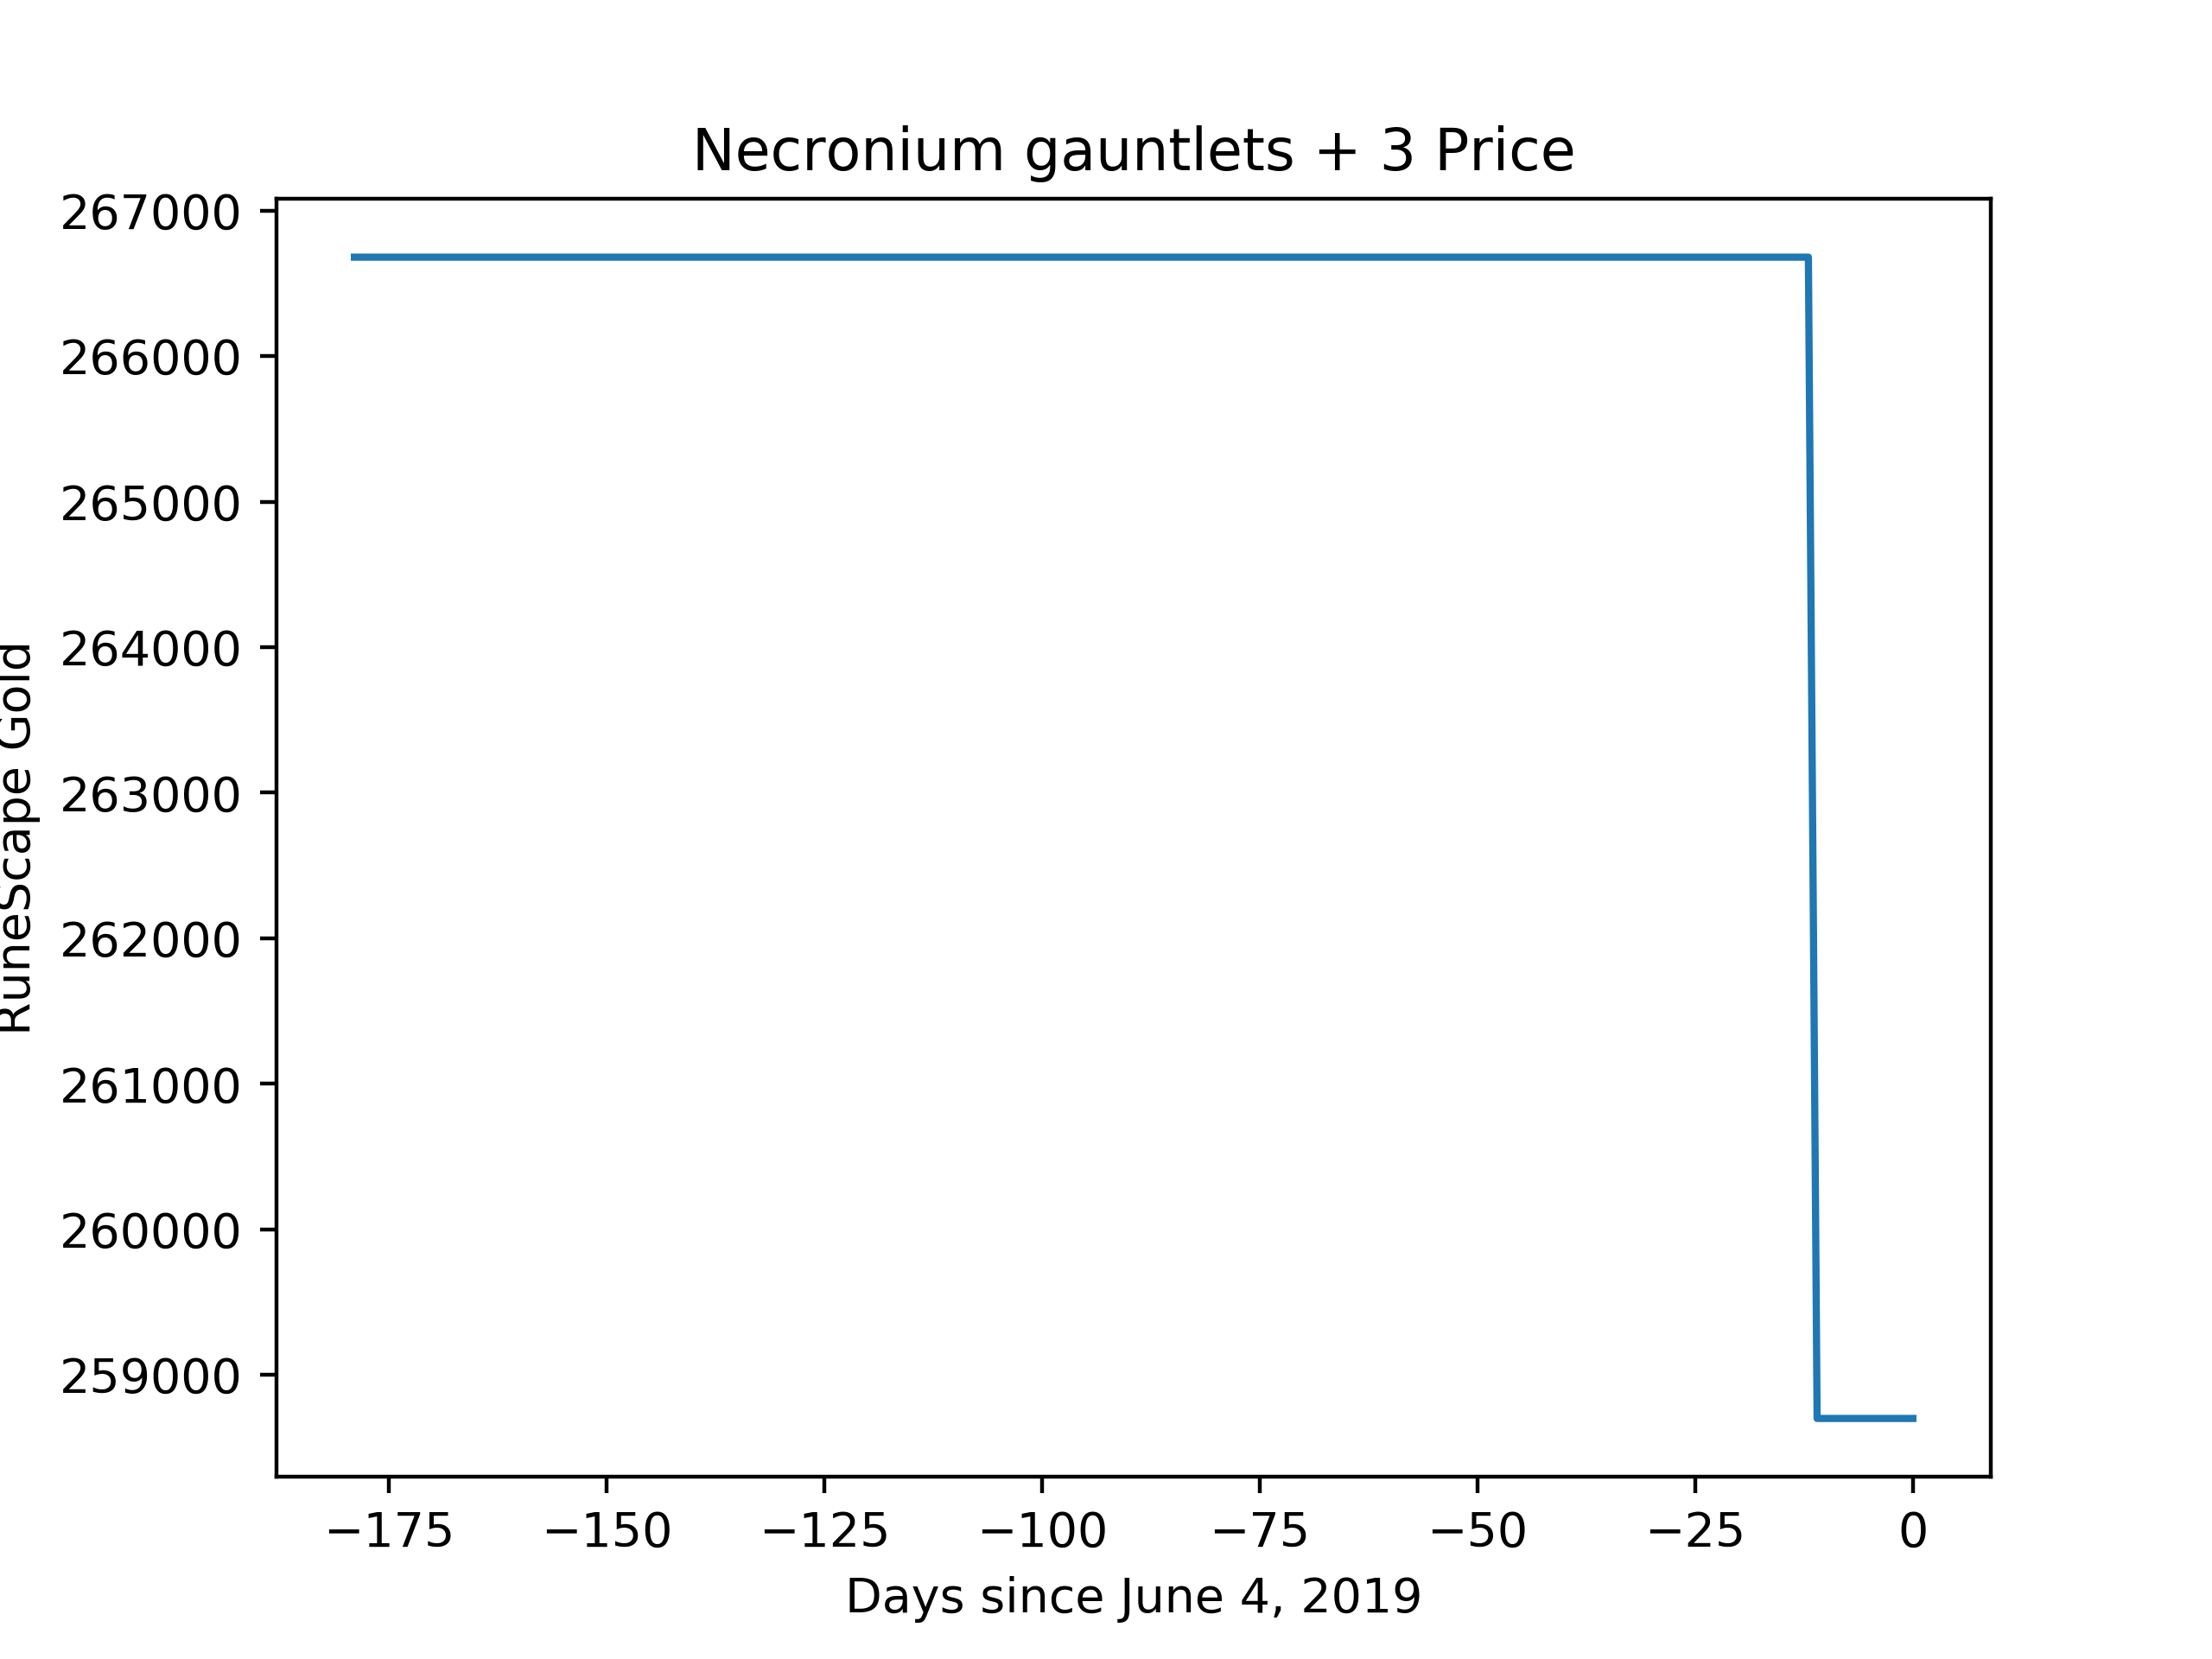 Necronium gauntlets + 3 Price
267000
266000
265000
264000
263000
262000
261000
260000
259000
RuneScape Gold
−175 −150 −125 −100 −75 −50 −25 0
Days since June 4, 2019